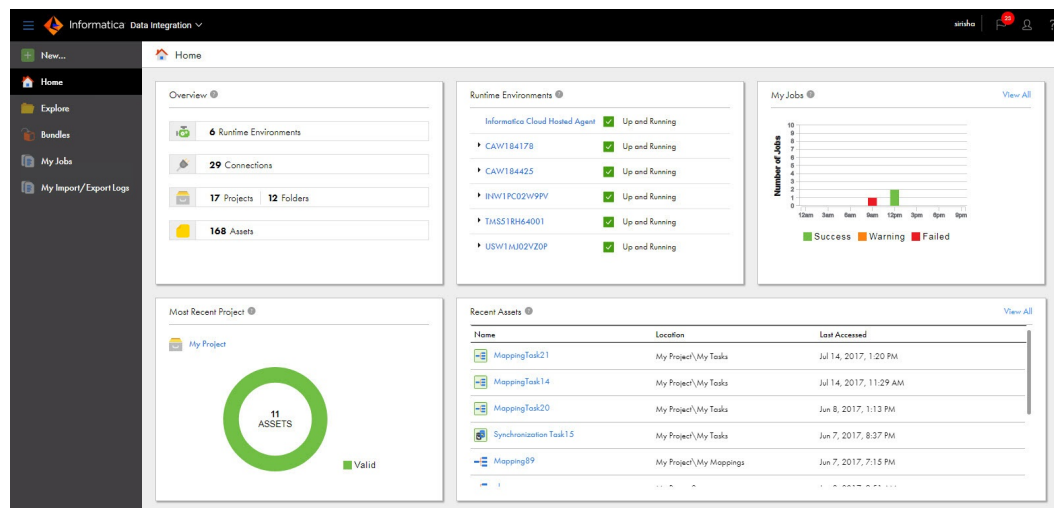 Informatica Data Integration
sirisha
25
?
New...
Home
Explore
Bundles
My Jobs
My Import/Export Logs
Home
Overview
6 Runtime Environments
29 Connections
17 Projects 12 Folders
168 Assets
Runtime Environments
Informatica Cloud Hosted Agent Up and Running
CAW184178 Up and Running
CAW184425 Up and Running
INW1PC02W9PV Up and Running
TMS51RH64001 Up and Running
USW1MJ02VZ0P Up and Running
My Jobs View All
Number of Jobs
10
9
8
7
6
5
4
3
2
1
0
12am 3am 6am 9am 12pm 3pm 6pm 9pm
Success Warning Failed
Most Recent Project
My Project
11
ASSETS
Valid
Recent Assets View All
Name Location Last Accessed
MappingTask21 My Project\My Tasks Jul 14, 2017, 1:20 PM
MappingTask14 My Project\My Tasks Jul 14, 2017, 11:29 AM
MappingTask20 My Project\My Tasks Jun 8, 2017, 1:13 PM
Synchronization Task15 My Project\My Tasks Jun 7, 2017, 8:37 PM
Mapping89 My Project\My Mappings Jun 7, 2017, 7:15 PM